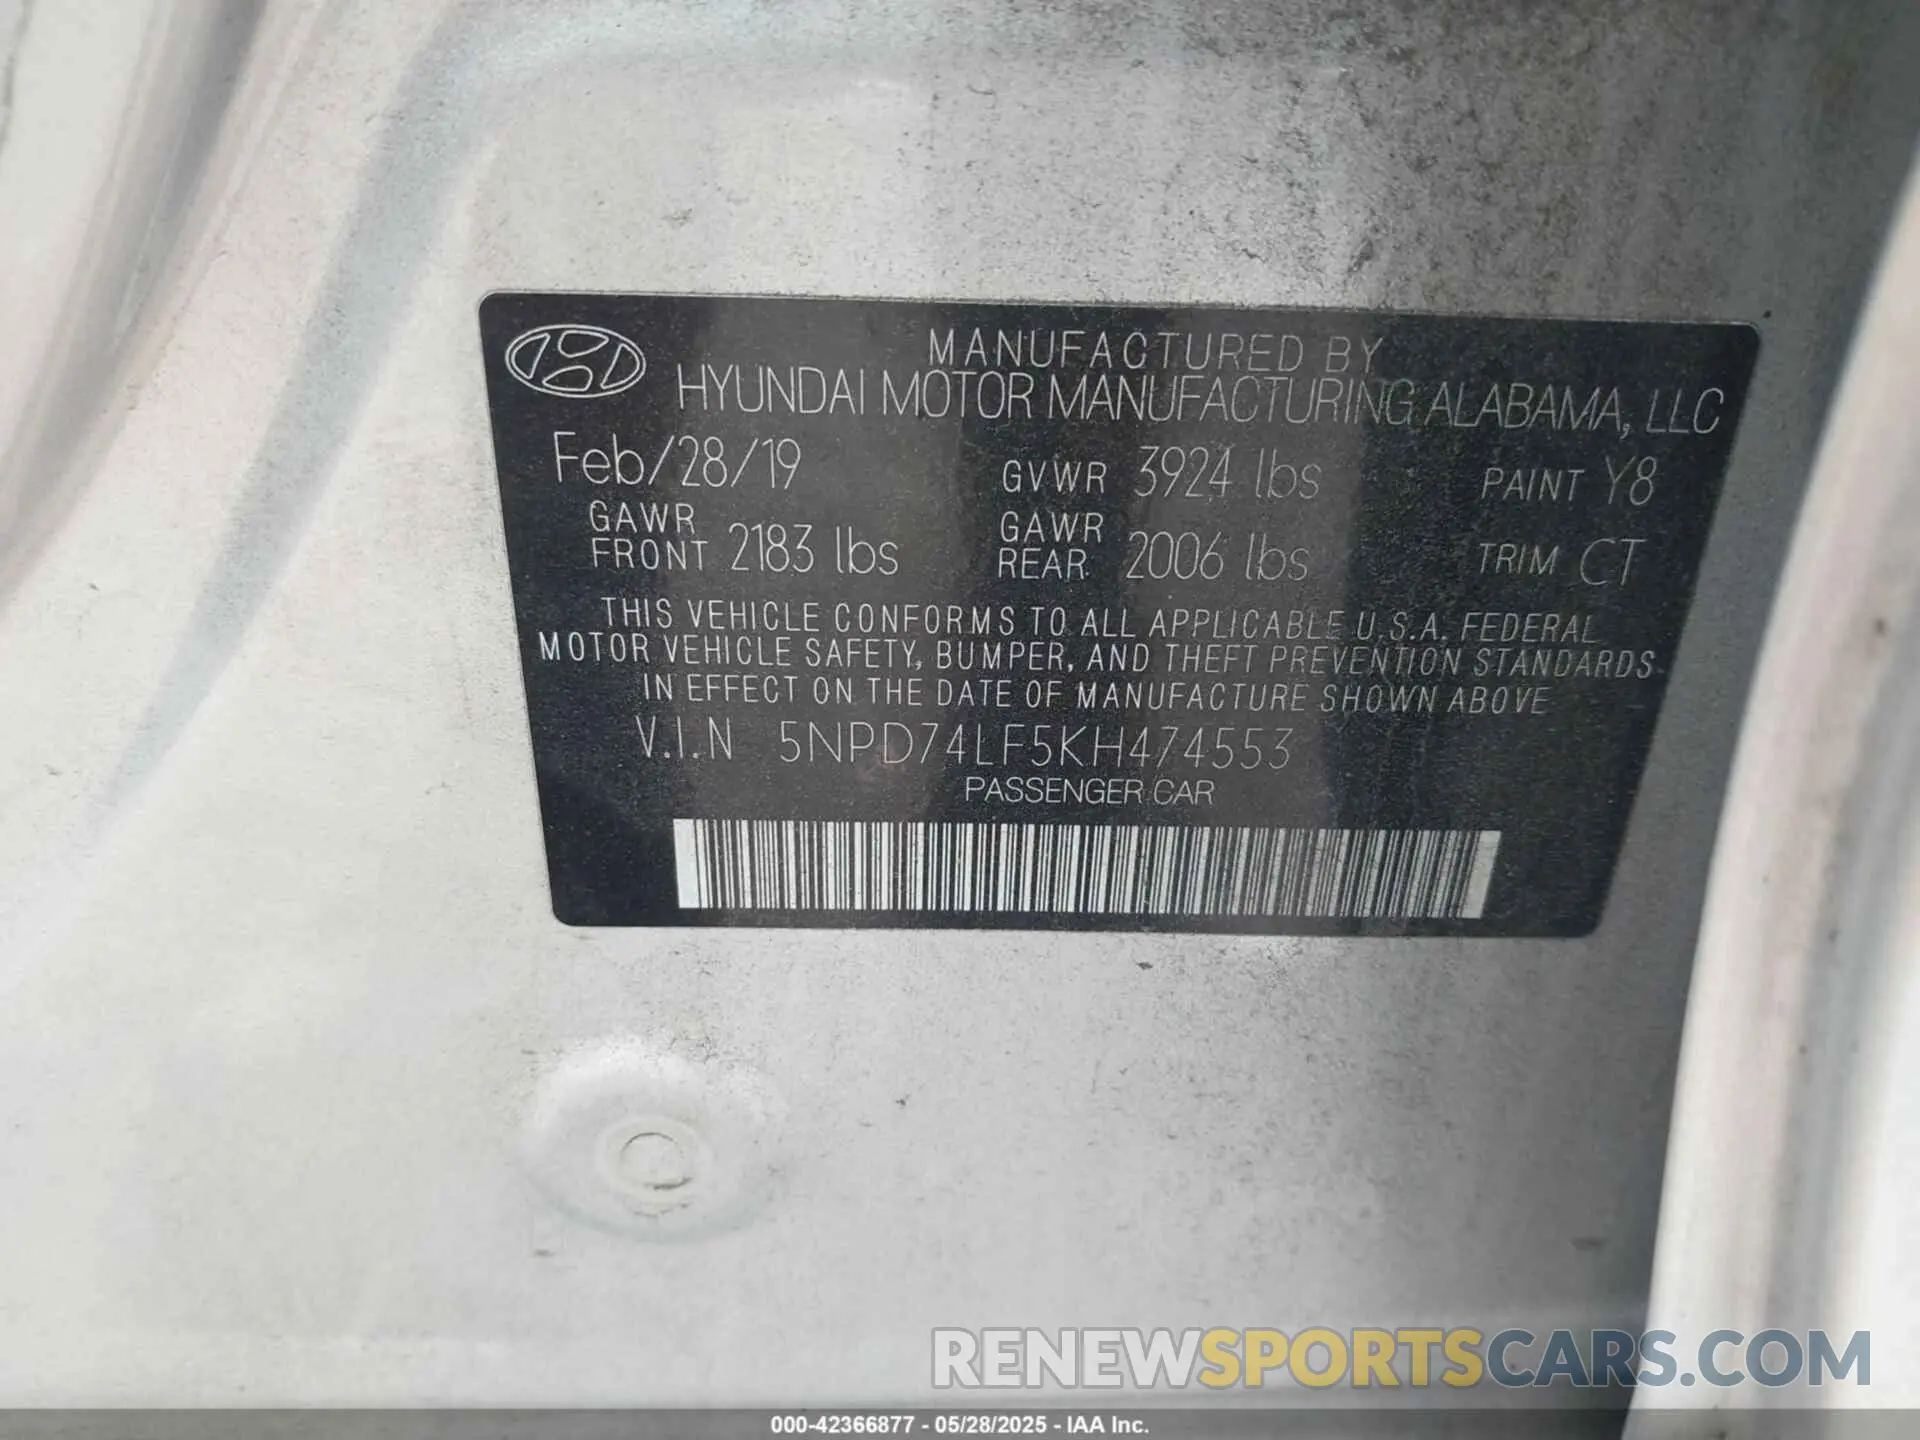 MANUFACTURED BY
HYUNDAI MOTOR MANUFACTURING ALABAMA, LLC
Feb/28/19 GVWR 3924 lbs PAINT Y8
GAWR FRONT 2183 lbs GAWR REAR 2006 lbs TRIM CT
THIS VEHICLE CONFORMS TO ALL APPLICABLE U.S.A. FEDERAL
MOTOR VEHICLE SAFETY, BUMPER, AND THEFT PREVENTION STANDARDS
IN EFFECT ON THE DATE OF MANUFACTURE SHOWN ABOVE
V.I.N 5NPD74LF5KH474553
PASSENGER CAR
RENEWSPORTSCARS.COM
000-42366877 - 05/28/2025 - IAA Inc.